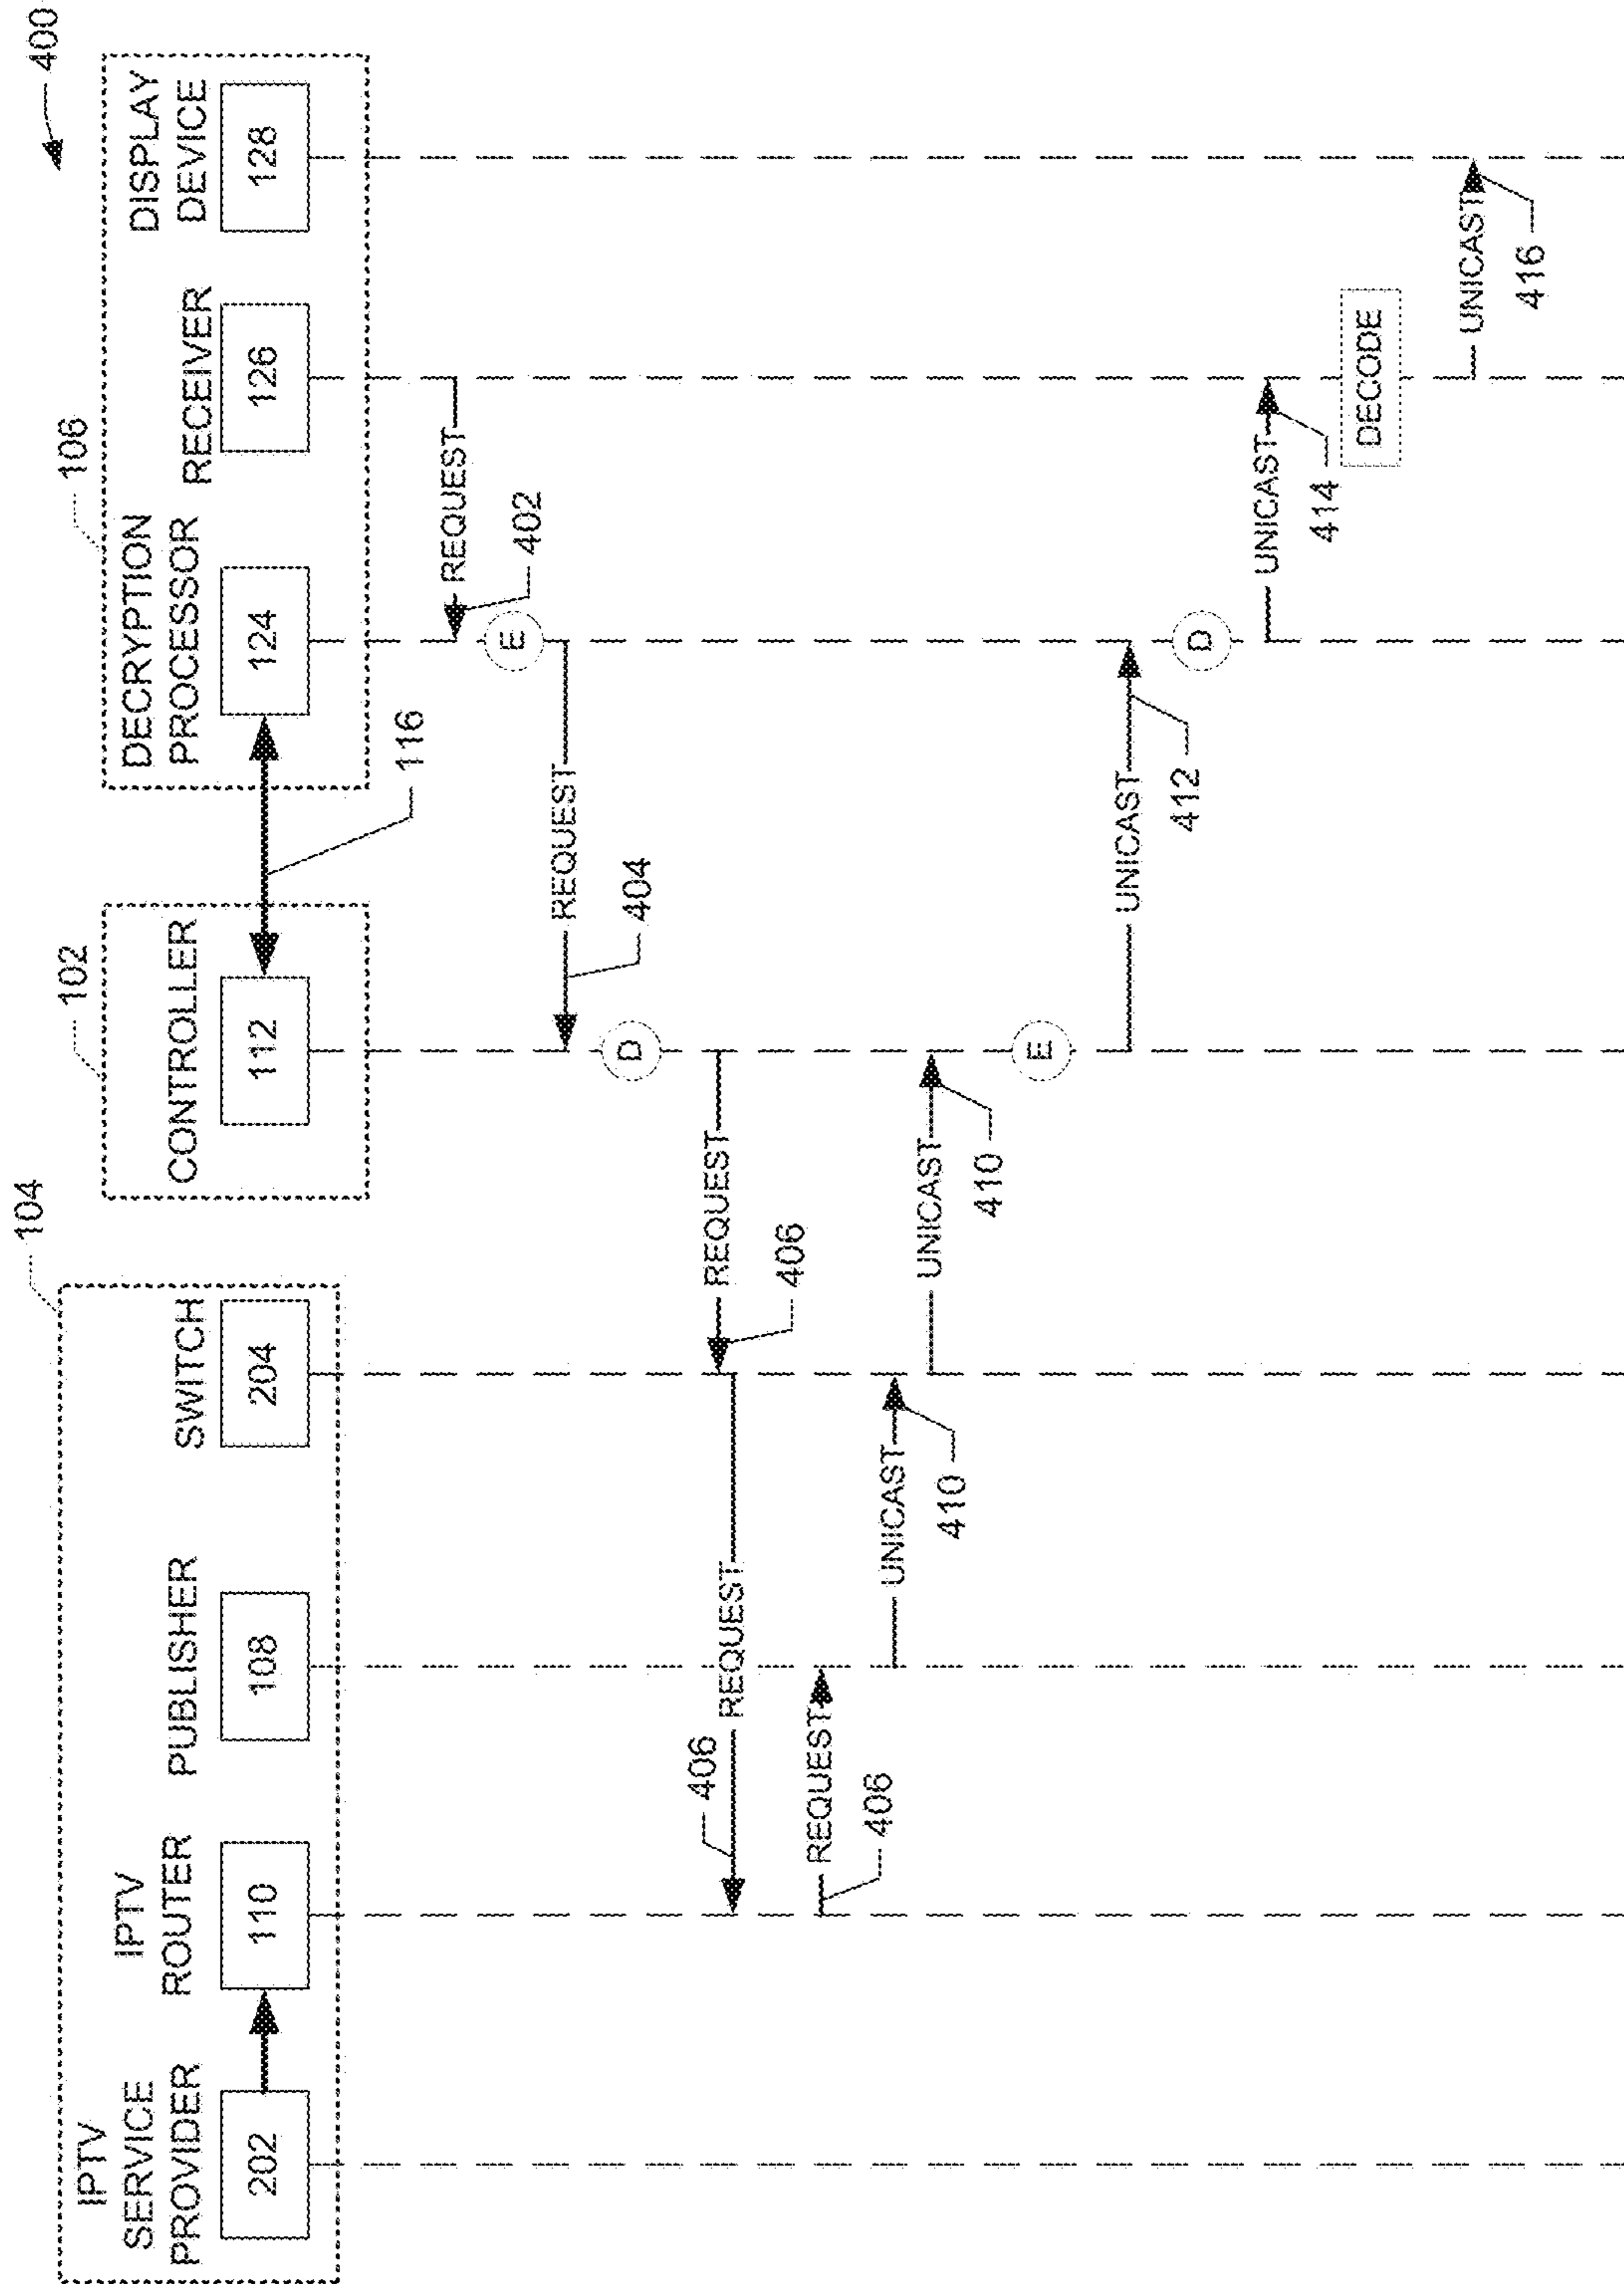 400
104
102
106
IPTV
SERVICE
PROVIDER
202
IPTV
ROUTER
110
PUBLISHER
108
SWITCH
204
CONTROLLER
112
DECRYPTION
PROCESSOR
124
RECEIVER
126
DISPLAY
DEVICE
128
116
REQUEST
402
E
REQUEST
404
D
REQUEST
406
REQUEST
406
REQUEST
406
UNICAST
410
UNICAST
410
E
UNICAST
412
D
UNICAST
414
DECODE
UNICAST
416